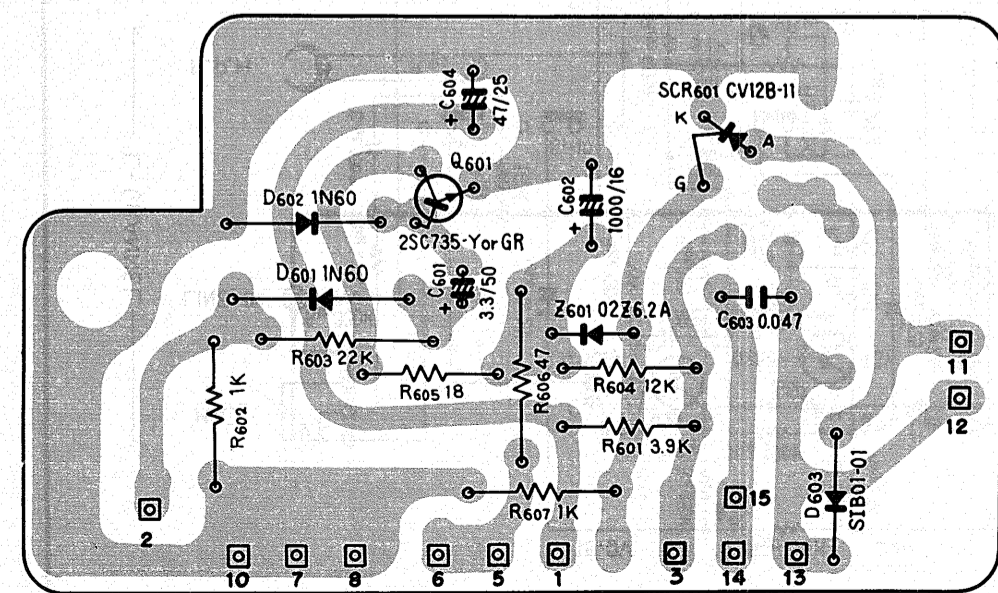 SCR601 CV12B-11
K
A
G
C604
47/25
+
Q601
D602 1N60
2SC735-YorGR
C602
1000/16
+
D601 1N60
C601
3.3/50
+
Z601 02Z6.2A
C603 0.047
R603 22K
R605 18
R606 47
R604 12K
R602 1K
R601 3.9K
R607 1K
D603
SIB01-01
11
12
15
2
10
7
8
6
5
1
3
14
13